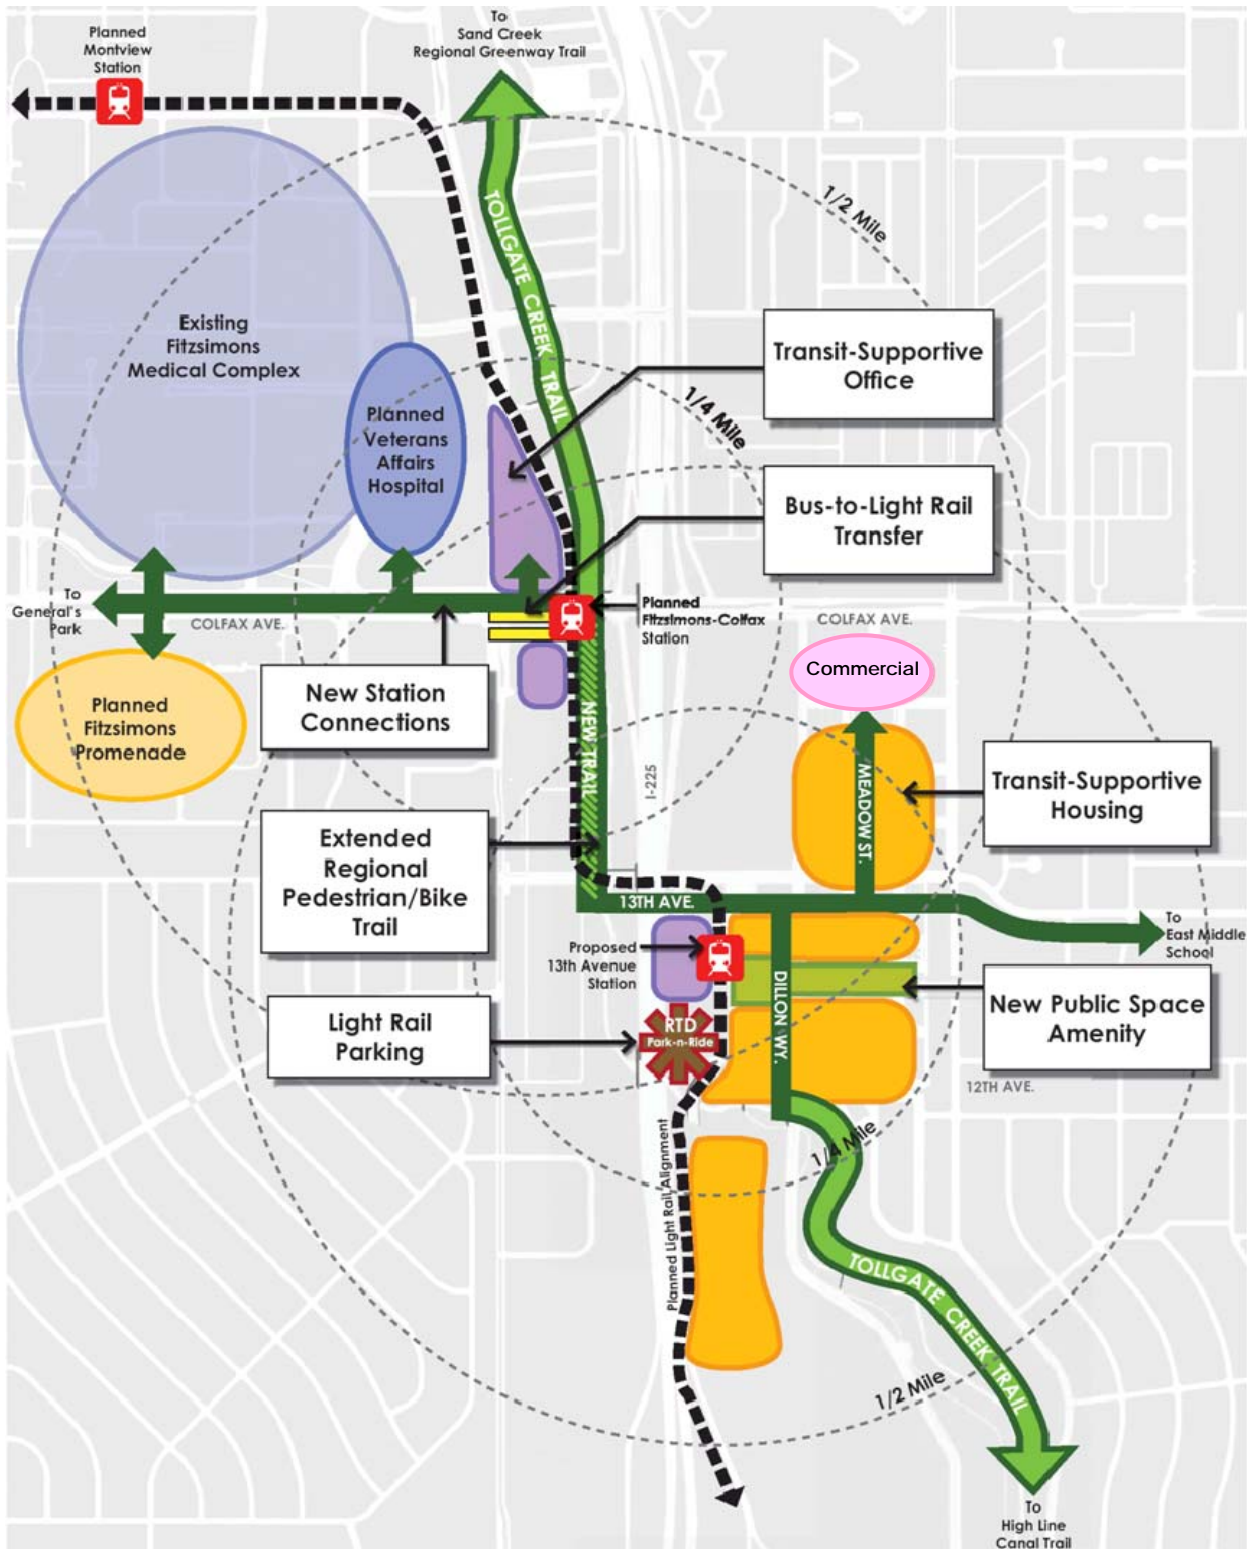 Planned
Montview
Station
To
Sand Creek
Regional Greenway Trail
TOLLGATE CREEK TRAIL
1/2 Mile
Existing
Fitzsimons
Medical Complex
Transit-Supportive
Office
1/4 Mile
Planned
Veterans
Affairs
Hospital
Bus-to-Light Rail
Transfer
To
General's
Park
COLFAX AVE.
Planned
Fitzsimons-Colfax
Station
COLFAX AVE.
Commercial
New Station
Connections
Planned
Fitzsimons
Promenade
NEW TRAIL
I-225
MEADOW ST.
Transit-Supportive
Housing
Extended
Regional
Pedestrian/Bike
Trail
13TH AVE.
To
East Middle
School
Proposed
13th Avenue
Station
DILLON WY.
New Public Space
Amenity
Light Rail
Parking
RTD
Park-n-Ride
12TH AVE.
1/4 Mile
Planned Light Rail Alignment
TOLLGATE CREEK TRAIL
1/2 Mile
To
High Line
Canal Trail